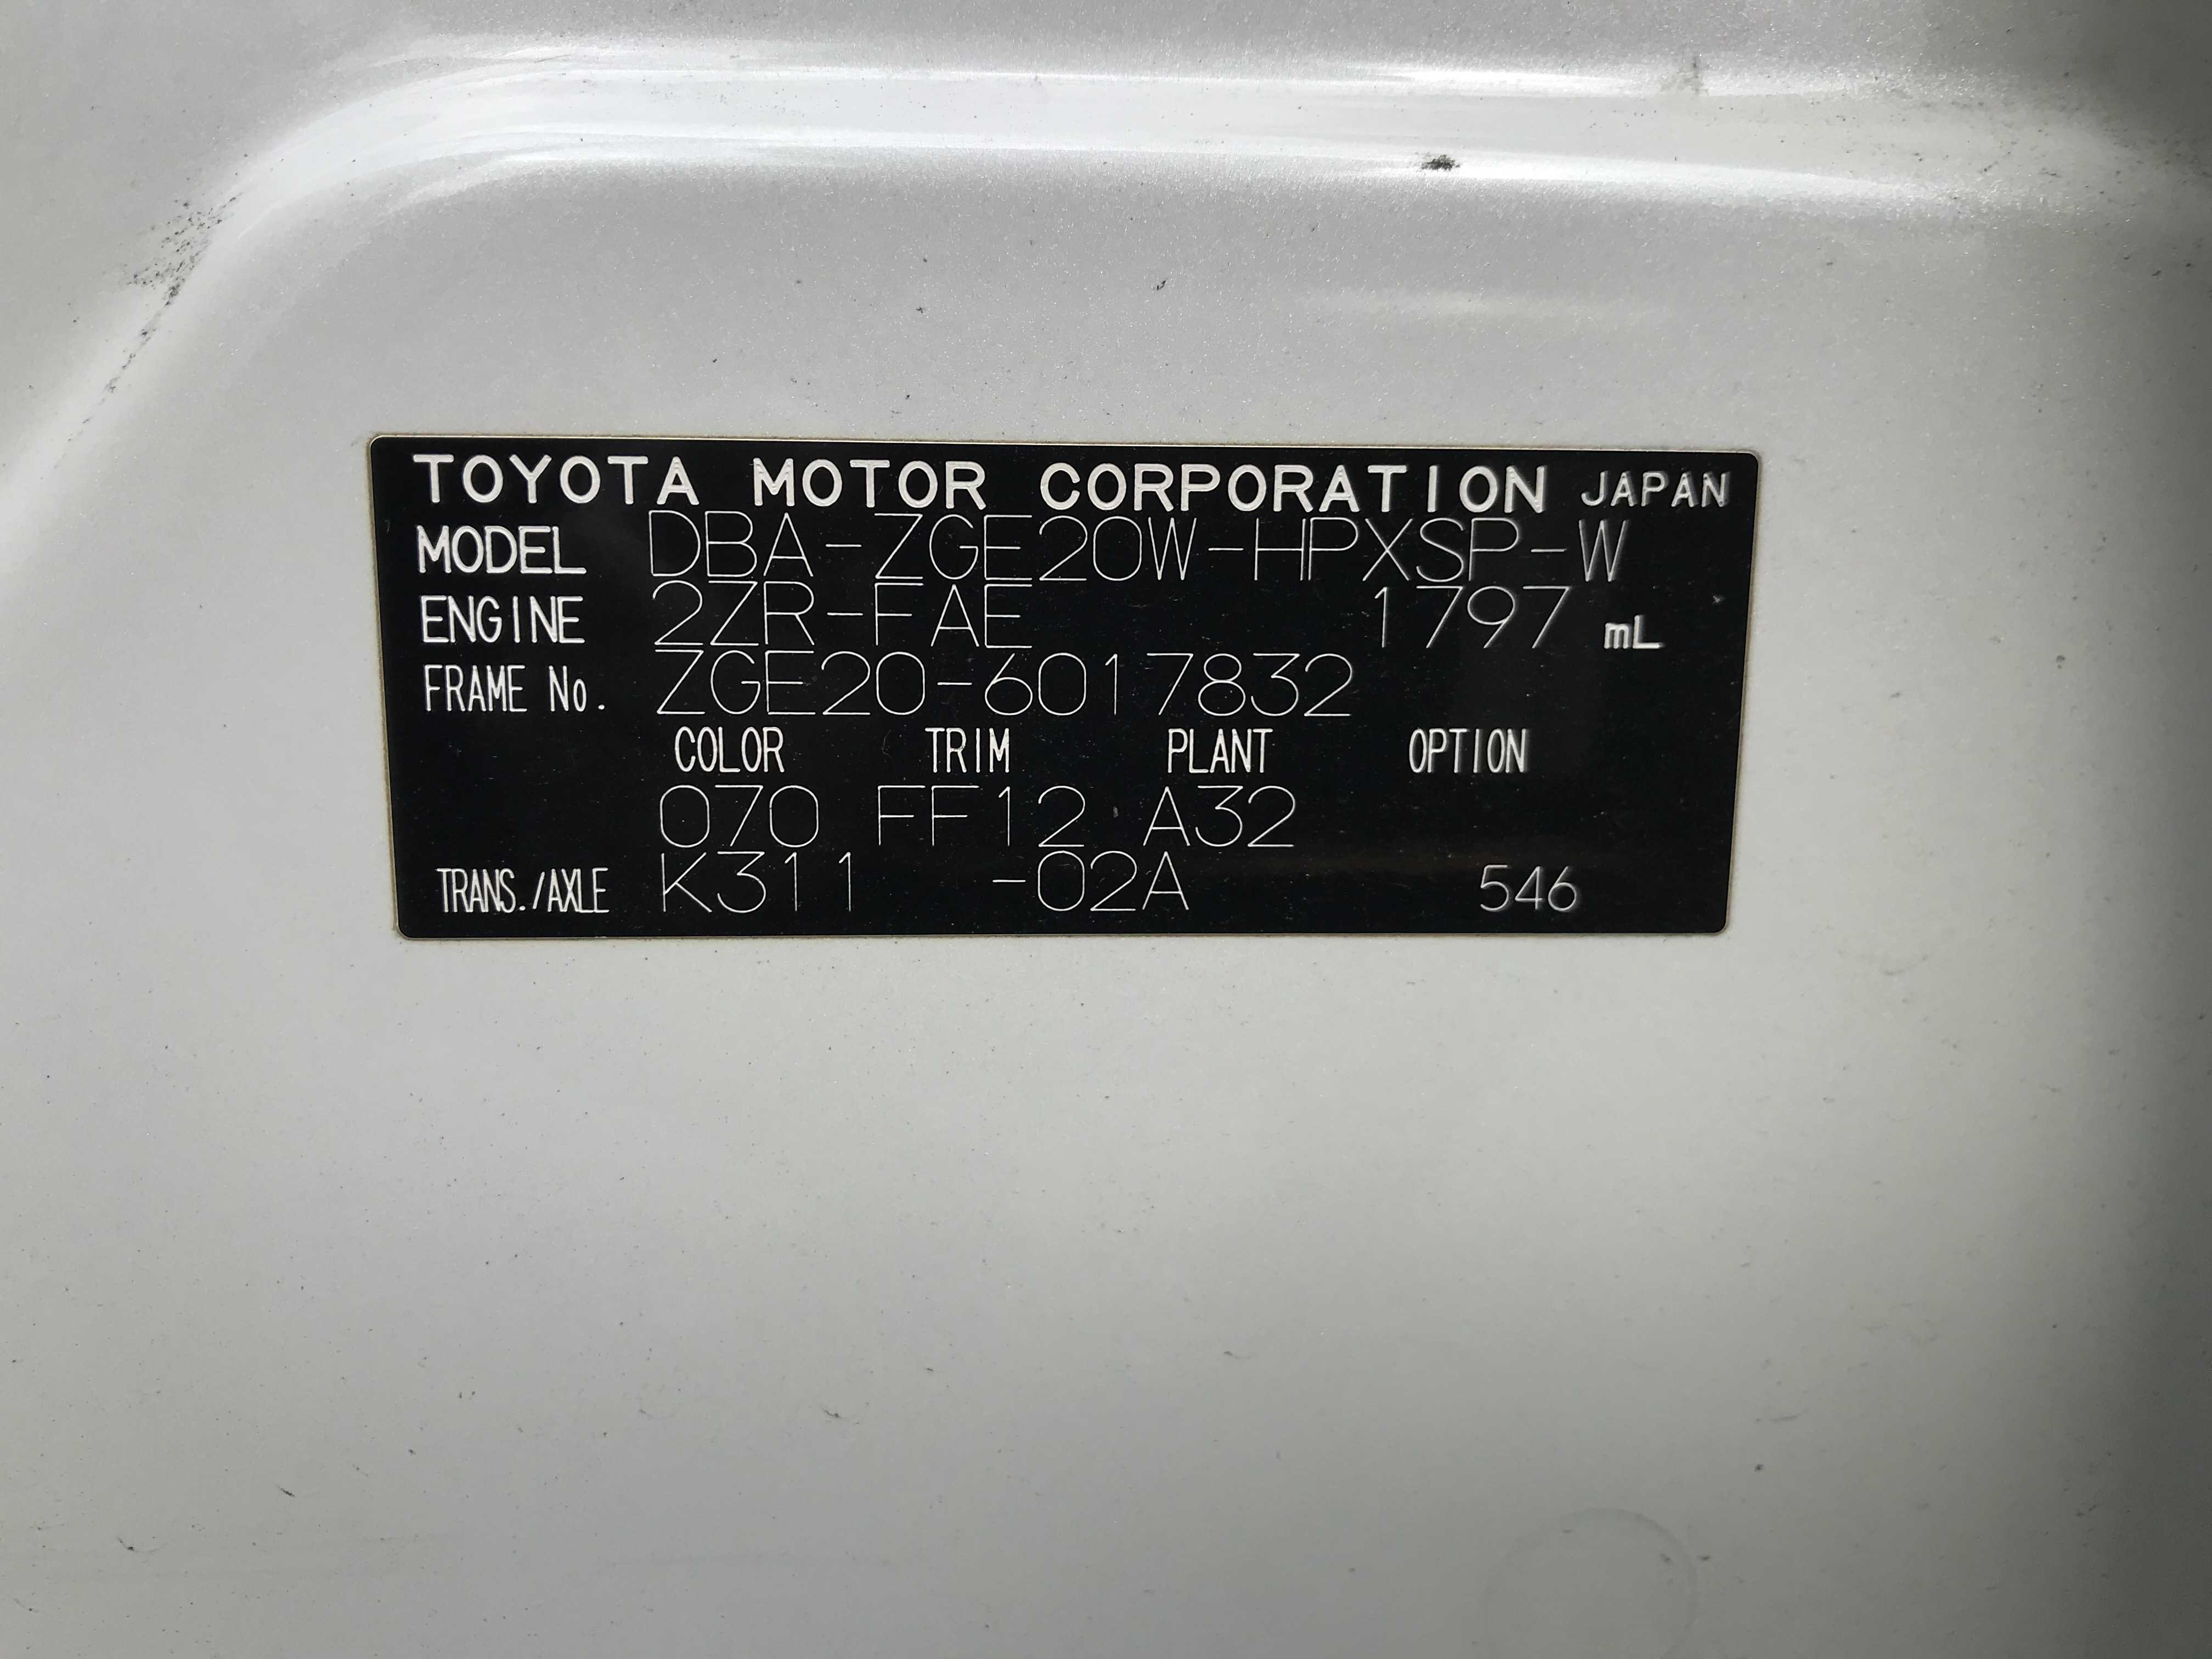 TOYOTA MOTOR CORPORATION JAPAN
MODEL DBA-ZGE20W-HPXSP-W
ENGINE 2ZR-FAE 1797 mL
FRAME No. ZGE20-6017832
COLOR TRIM PLANT OPTION
070 FF12 A32
TRANS./AXLE K311 -02A 546